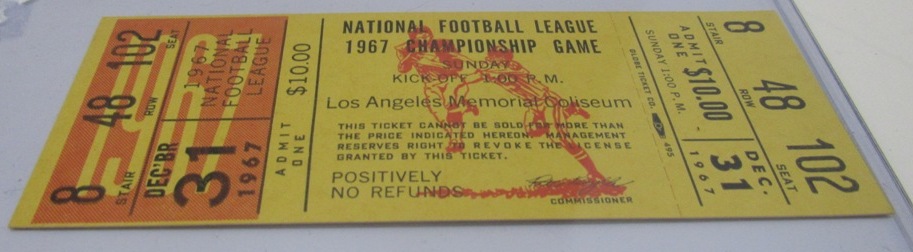 8 48 102
STAIR ROW SEAT
DEC'BR
31
1967
1967
NATIONAL
FOOTBALL
LEAGUE
ADMIT
ONE
$10.00
NATIONAL FOOTBALL LEAGUE
1967 CHAMPIONSHIP GAME
SUNDAY
KICK-OFF 1:00 P.M.
Los Angeles Memorial Coliseum
THIS TICKET CANNOT BE SOLD FOR MORE THAN
THE PRICE INDICATED HEREON. MANAGEMENT
RESERVES RIGHT TO REVOKE THE LICENSE
GRANTED BY THIS TICKET.
POSITIVELY
NO REFUNDS
COMMISSIONER
GLOBE TICKET CO. 495
SUNDAY 1:00 P.M.
ADMIT
ONE
$10.00
DEC.
31
1967
STAIR ROW SEAT
8 48 102